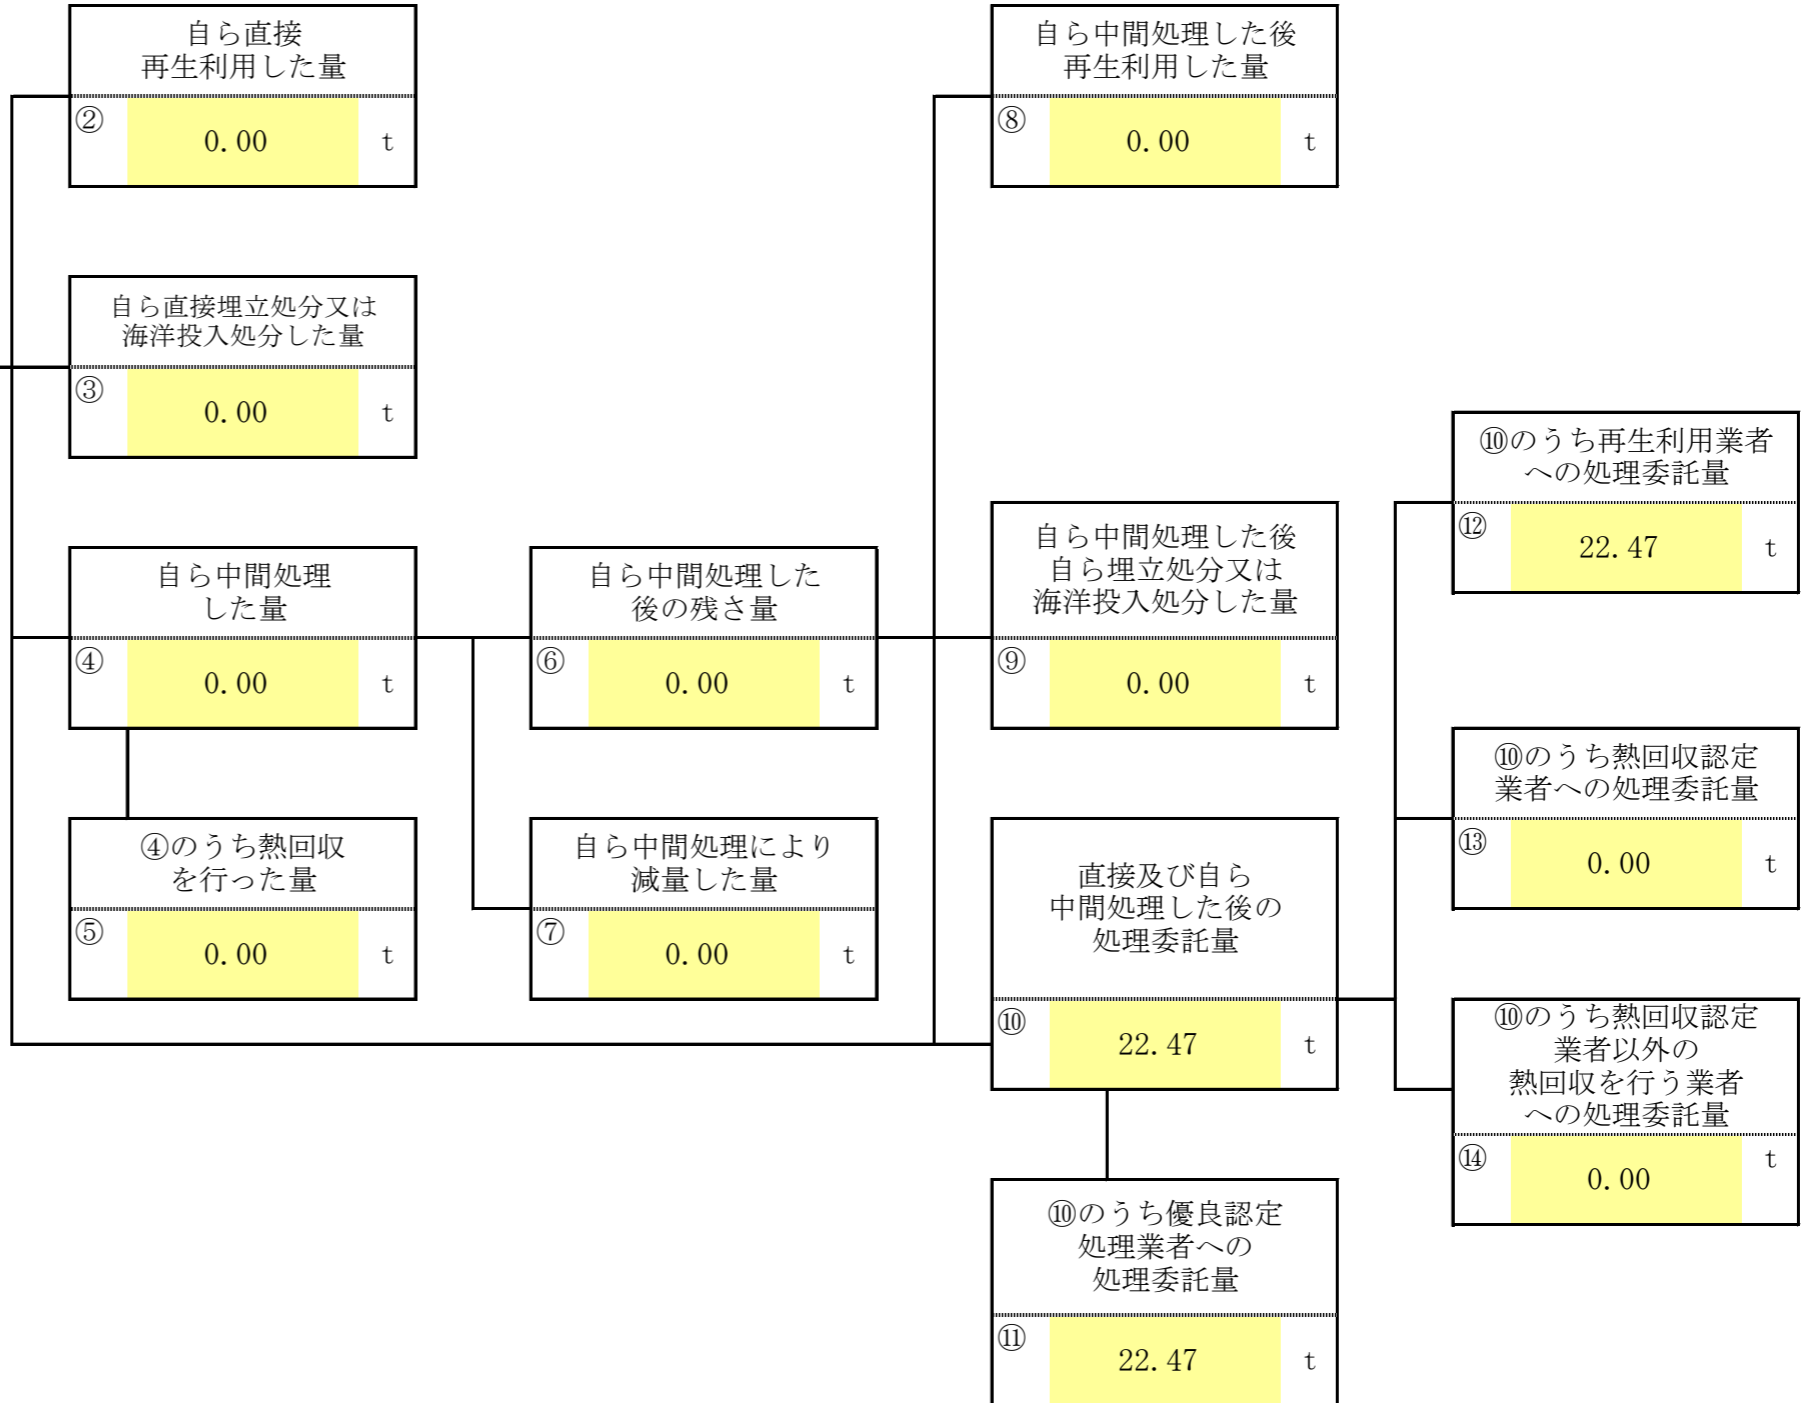 自ら直接
再生利用した量
②
0.00
t
自ら中間処理した後
再生利用した量
⑧
0.00
t
自ら直接埋立処分又は
海洋投入処分した量
③
0.00
t
⑩のうち再生利用業者
への処理委託量
⑫
22.47
t
自ら中間処理
した量
④
0.00
t
自ら中間処理した
後の残さ量
⑥
0.00
t
自ら中間処理した後
自ら埋立処分又は
海洋投入処分した量
⑨
0.00
t
⑩のうち熱回収認定
業者への処理委託量
⑬
0.00
t
④のうち熱回収
を行った量
⑤
0.00
t
自ら中間処理により
減量した量
⑦
0.00
t
直接及び自ら
中間処理した後の
処理委託量
⑩
22.47
t
⑩のうち熱回収認定
業者以外の
熱回収を行う業者
への処理委託量
⑭
0.00
t
⑩のうち優良認定
処理業者への
処理委託量
⑪
22.47
t